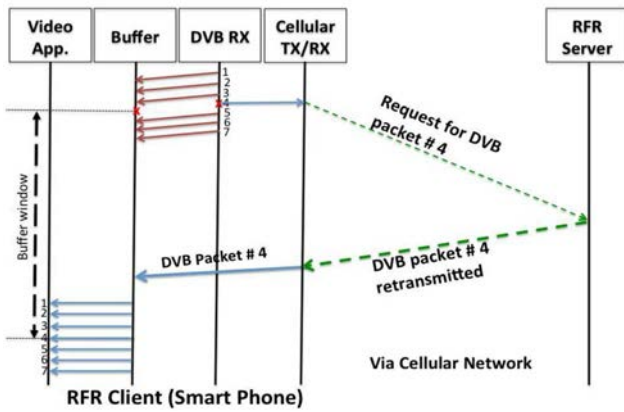 Video App.
Buffer
DVB RX
Cellular TX/RX
RFR Server
1
2
3
4
5
6
7
Request for DVB packet # 4
Buffer window
DVB Packet # 4
DVB packet # 4 retransmitted
1
2
3
4
5
6
7
Via Cellular Network
RFR Client (Smart Phone)